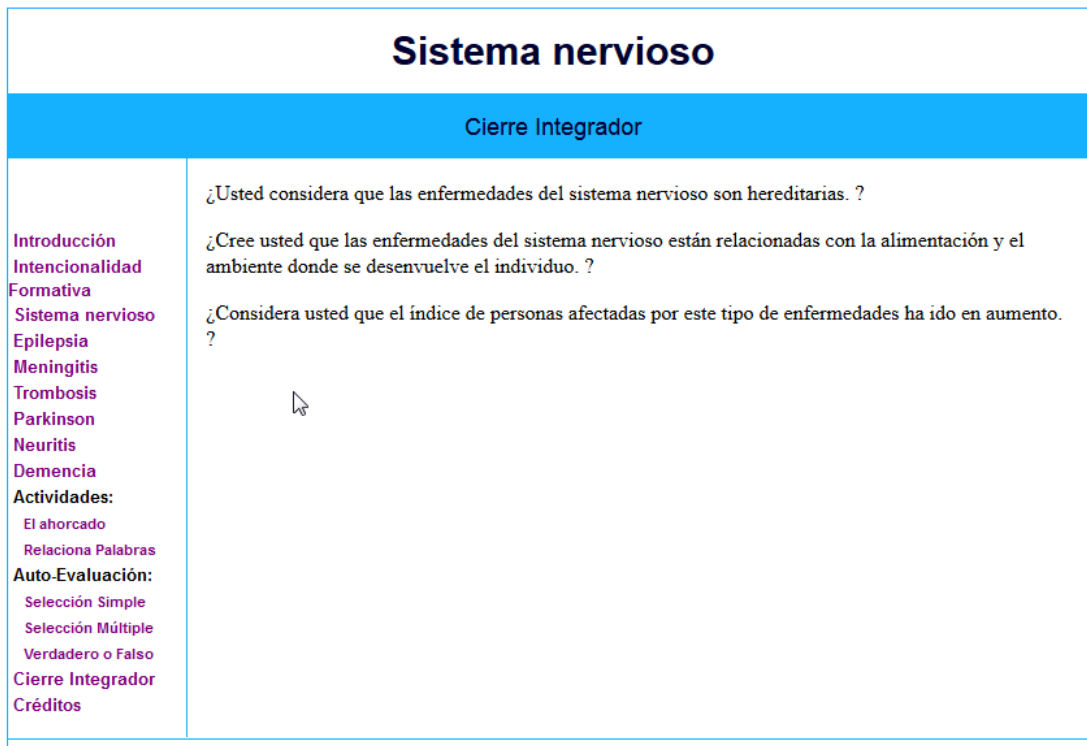 Sistema nervioso
Cierre Integrador
Introducción
Intencionalidad
Formativa
Sistema nervioso
Epilepsia
Meningitis
Trombosis
Parkinson
Neuritis
Demencia
Actividades:
El ahorcado
Relaciona Palabras
Auto-Evaluación:
Selección Simple
Selección Múltiple
Verdadero o Falso
Cierre Integrador
Créditos
¿Usted considera que las enfermedades del sistema nervioso son hereditarias. ?
¿Cree usted que las enfermedades del sistema nervioso están relacionadas con la alimentación y el
ambiente donde se desenvuelve el individuo. ?
¿Considera usted que el índice de personas afectadas por este tipo de enfermedades ha ido en aumento.
?